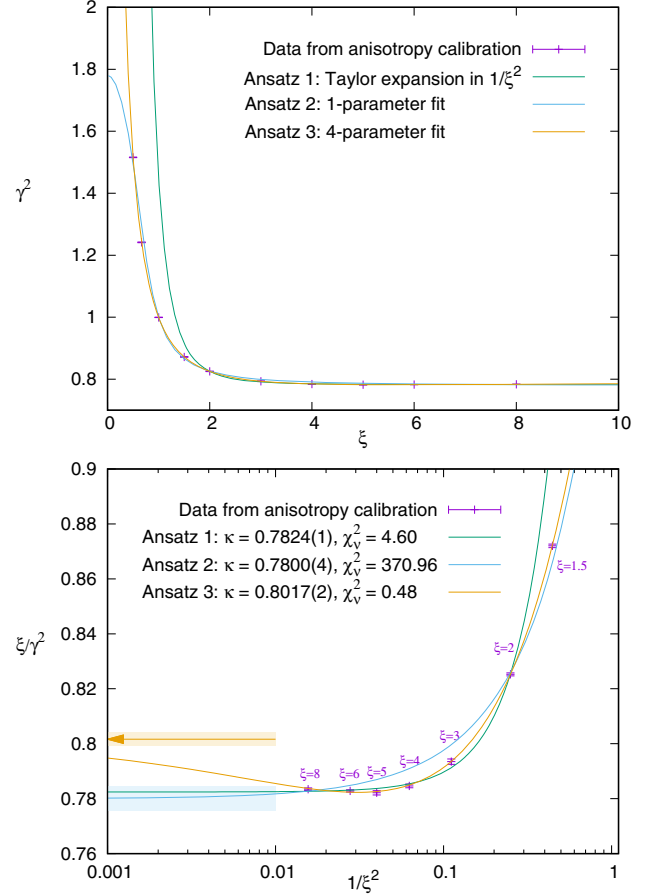 2
1.8
1.6
1.4
1.2
1
0.8
γ²
Data from anisotropy calibration
Ansatz 1: Taylor expansion in 1/ξ²
Ansatz 2: 1-parameter fit
Ansatz 3: 4-parameter fit
0 2 4 6 8 10
ξ
0.9
0.88
0.86
0.84
0.82
0.8
0.78
0.76
ξ/γ²
Data from anisotropy calibration
Ansatz 1: κ = 0.7824(1), χ²ᵥ = 4.60
Ansatz 2: κ = 0.7800(4), χ²ᵥ = 370.96
Ansatz 3: κ = 0.8017(2), χ²ᵥ = 0.48
ξ=1.5
ξ=2
ξ=3
ξ=4
ξ=5
ξ=6
ξ=8
0.001 0.01 0.1 1
1/ξ²